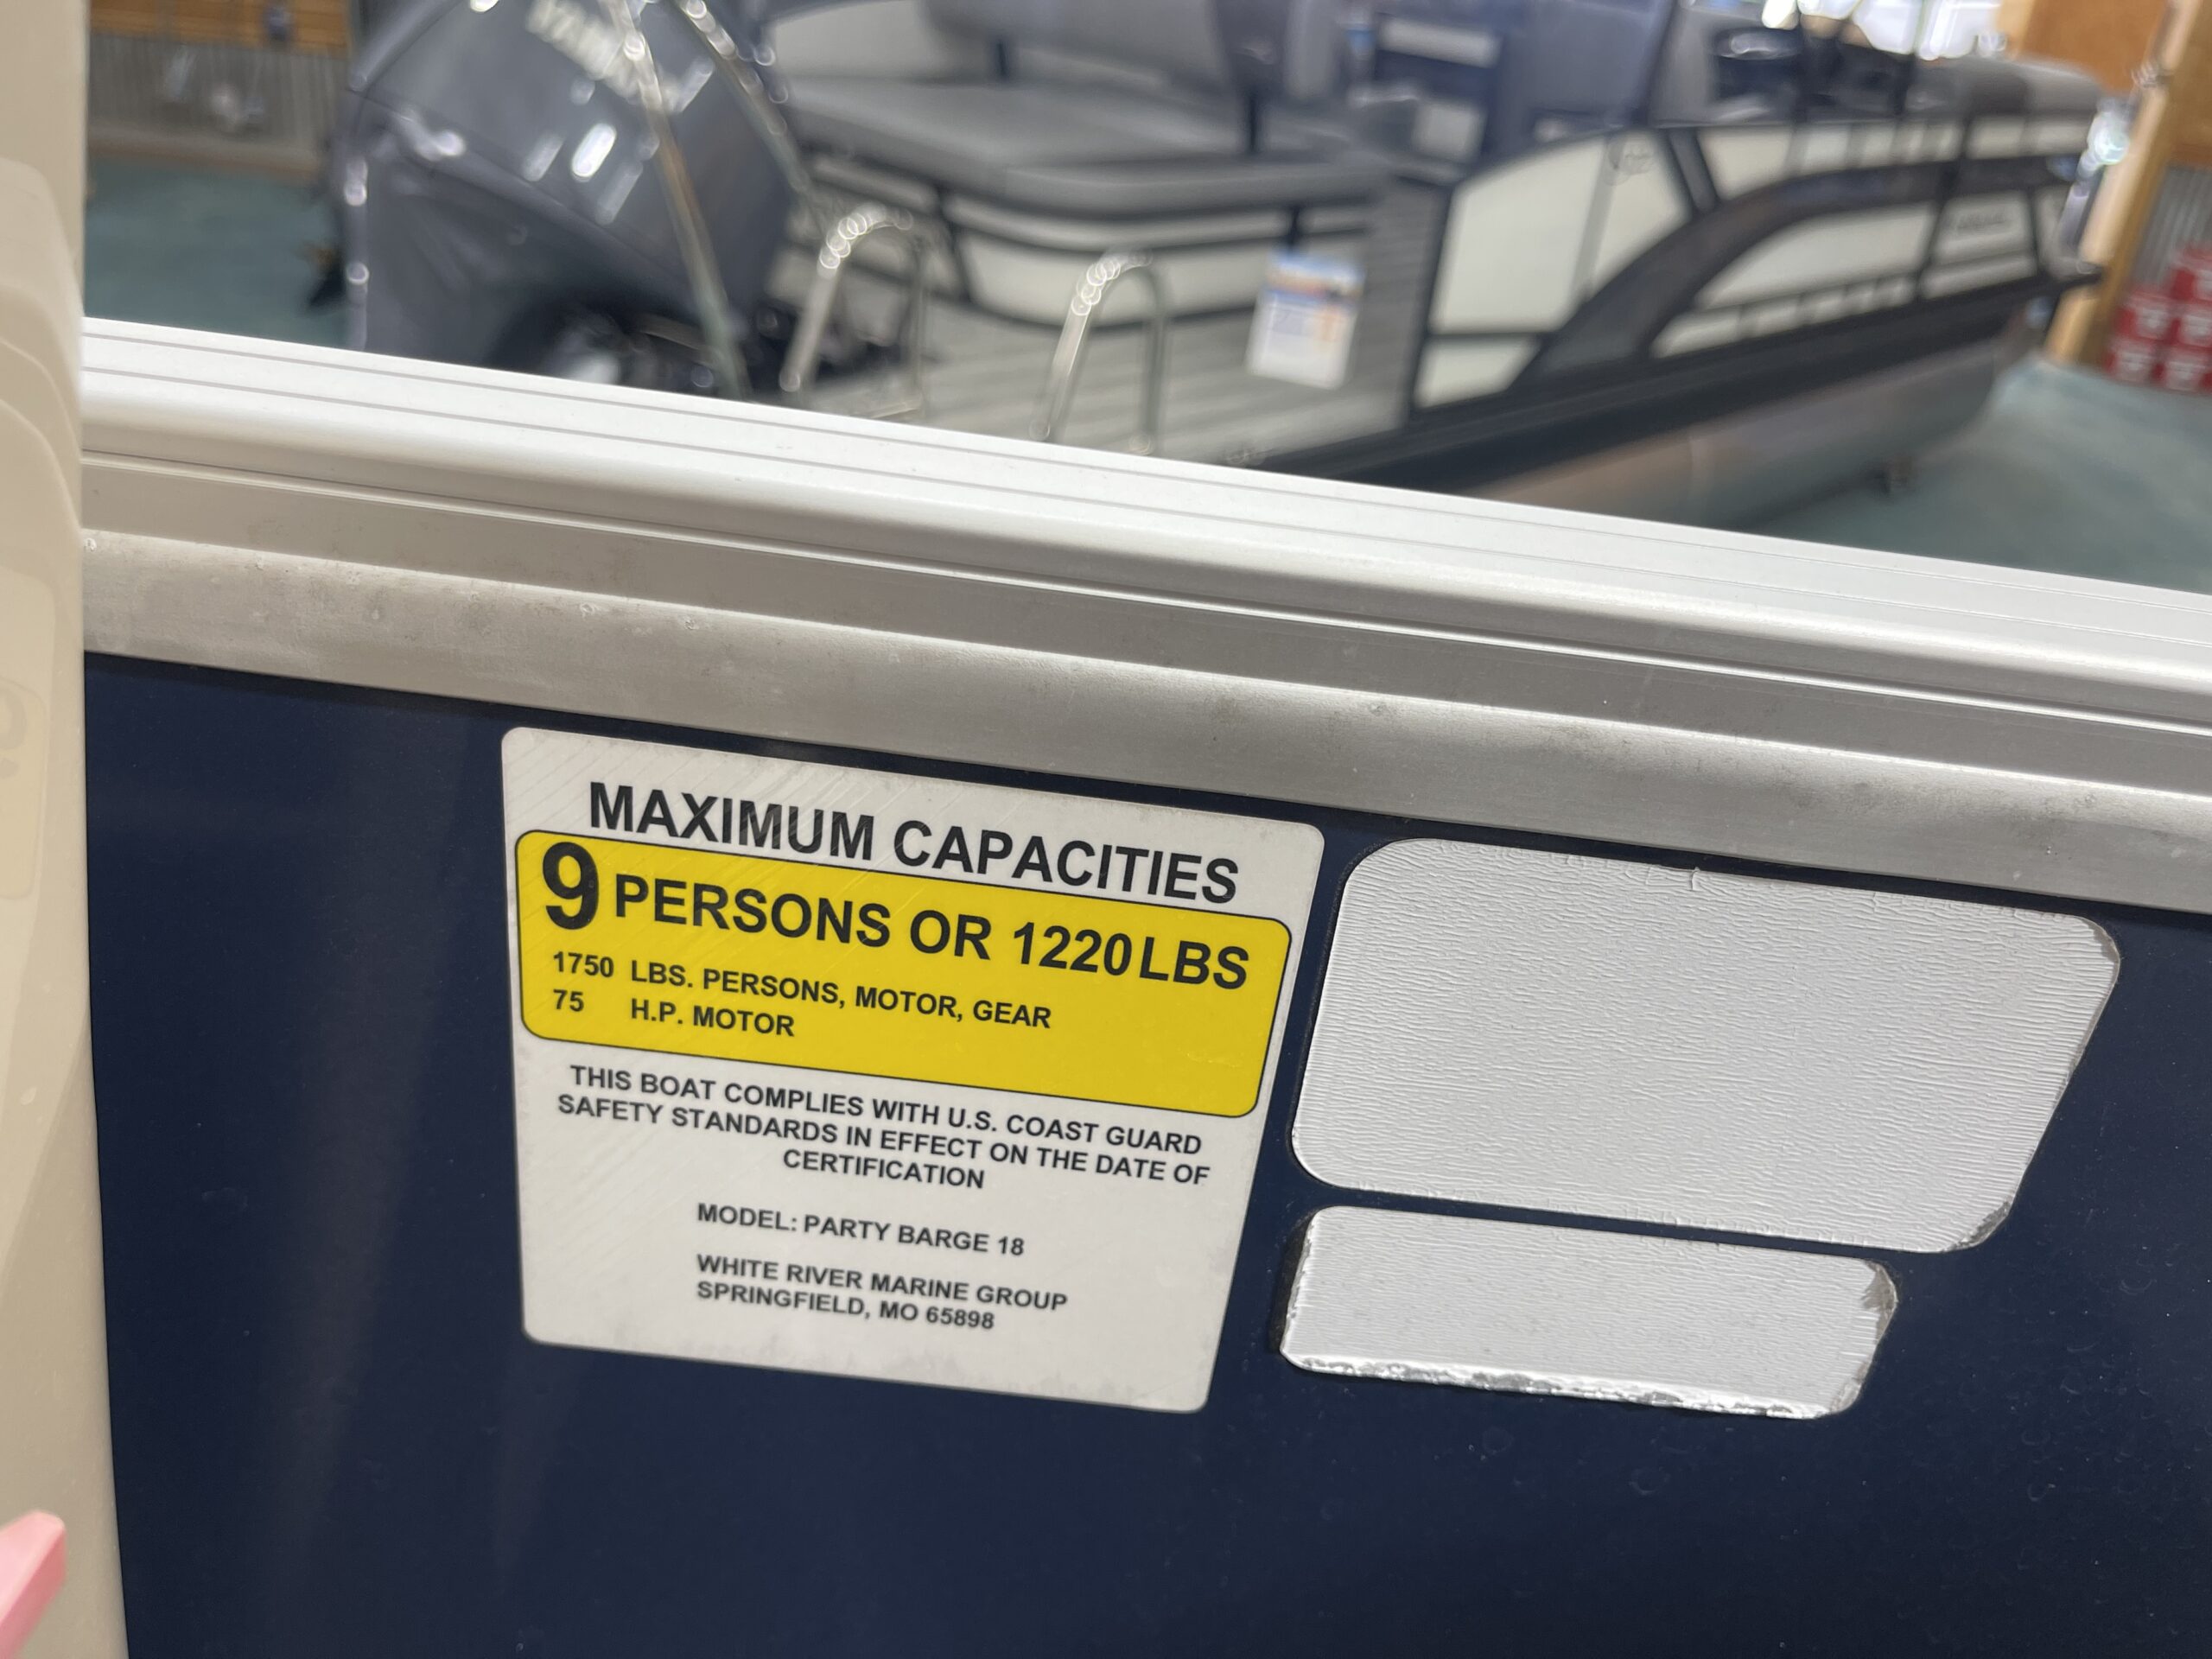 MAXIMUM CAPACITIES
9 PERSONS OR 1220 LBS
1750 LBS. PERSONS, MOTOR, GEAR
75 H.P. MOTOR
THIS BOAT COMPLIES WITH U.S. COAST GUARD
SAFETY STANDARDS IN EFFECT ON THE DATE OF
CERTIFICATION
MODEL: PARTY BARGE 18
WHITE RIVER MARINE GROUP
SPRINGFIELD, MO 65898